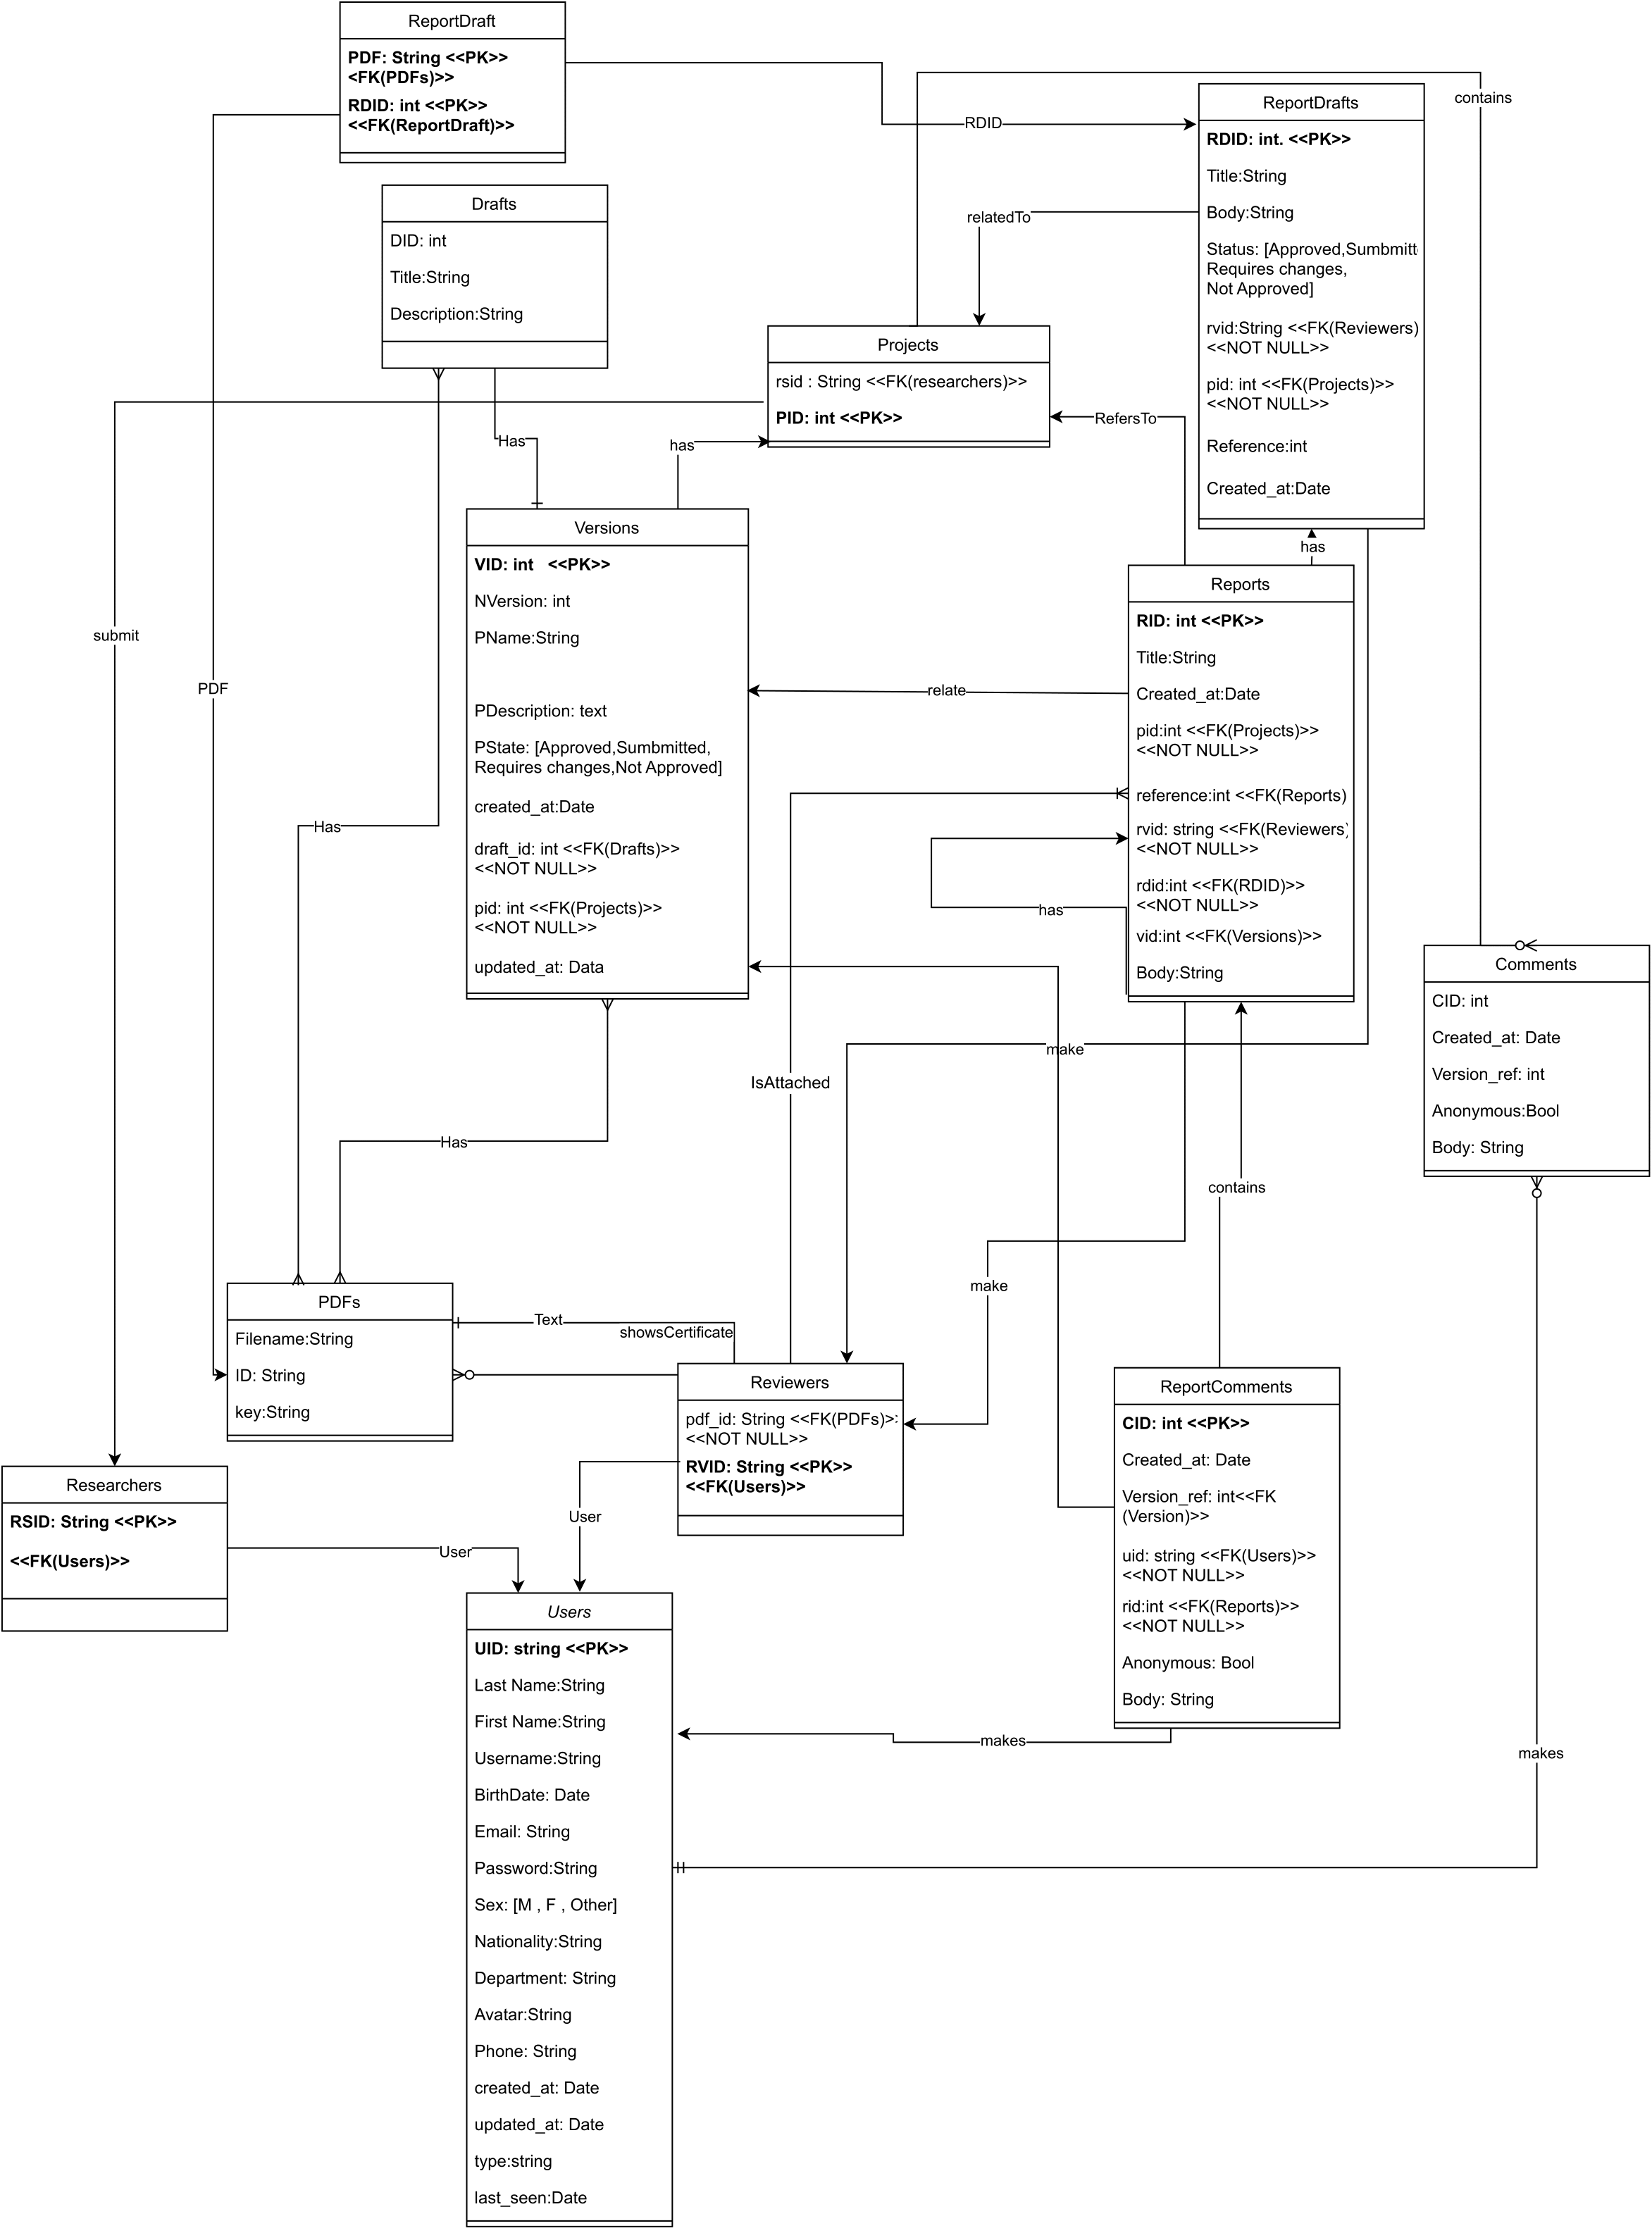 ReportDraft
PDF: String <<PK>>
<FK(PDFs)>>
RDID: int <<PK>>
<<FK(ReportDraft)>>
contains
ReportDrafts
RDID: int. <<PK>>
Title:String
Body:String
Status: [Approved,Sumbmitt
Requires changes,
Not Approved]
rvid:String <<FK(Reviewers)
<<NOT NULL>>
pid: int <<FK(Projects)>>
<<NOT NULL>>
Reference:int
Created_at:Date
RDID
relatedTo
Drafts
DID: int
Title:String
Description:String
Projects
rsid : String <<FK(researchers)>>
PID: int <<PK>>
RefersTo
Has
has
has
Versions
VID: int   <<PK>>
NVersion: int
PName:String
PDescription: text
PState: [Approved,Sumbmitted,
Requires changes,Not Approved]
created_at:Date
draft_id: int <<FK(Drafts)>>
<<NOT NULL>>
pid: int <<FK(Projects)>>
<<NOT NULL>>
updated_at: Data
Reports
RID: int <<PK>>
Title:String
Created_at:Date
pid:int <<FK(Projects)>>
<<NOT NULL>>
reference:int <<FK(Reports)
rvid: string <<FK(Reviewers)
<<NOT NULL>>
rdid:int <<FK(RDID)>>
<<NOT NULL>>
vid:int <<FK(Versions)>>
Body:String
submit
PDF
relate
Has
has
Comments
CID: int
Created_at: Date
Version_ref: int
Anonymous:Bool
Body: String
make
IsAttached
Has
contains
make
PDFs
Filename:String
ID: String
key:String
Text
showsCertificate
Reviewers
pdf_id: String <<FK(PDFs)>:
<<NOT NULL>>
RVID: String <<PK>>
<<FK(Users)>>
ReportComments
CID: int <<PK>>
Created_at: Date
Version_ref: int<<FK
(Version)>>
uid: string <<FK(Users)>>
<<NOT NULL>>
rid:int <<FK(Reports)>>
<<NOT NULL>>
Anonymous: Bool
Body: String
Researchers
RSID: String <<PK>>
<<FK(Users)>>
User
User
Users
UID: string <<PK>>
Last Name:String
First Name:String
Username:String
BirthDate: Date
Email: String
Password:String
Sex: [M , F , Other]
Nationality:String
Department: String
Avatar:String
Phone: String
created_at: Date
updated_at: Date
type:string
last_seen:Date
makes
makes